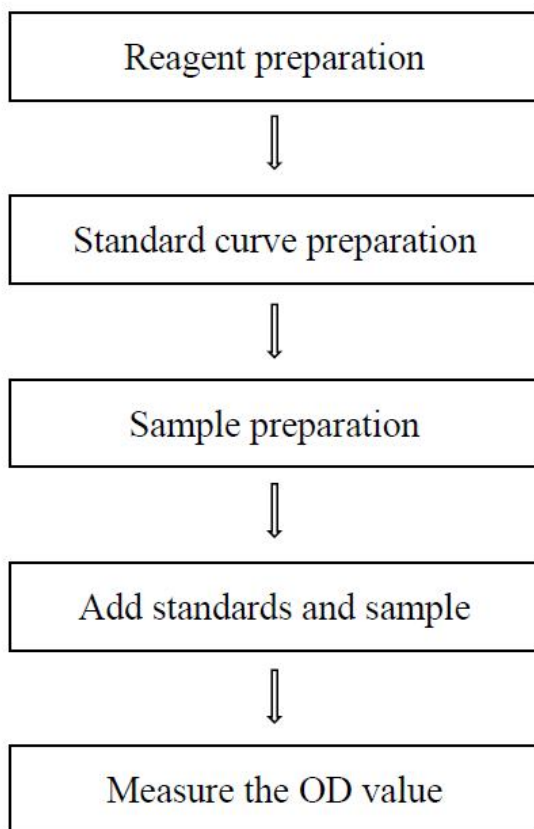 Reagent preparation
Standard curve preparation
Sample preparation
Add standards and sample
Measure the OD value